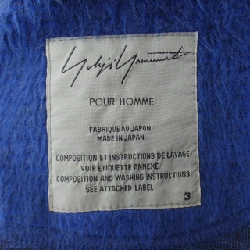 Yohji Yamamoto
POUR HOMME
FABRIQUE AU JAPON
MADE IN JAPAN
COMPOSITION ET INSTRUCTIONS DE LAVAGE
VOIR ETIQUETTE ANNEXE
COMPOSITION AND WASHING INSTRUCTIONS
SEE ATTACHED LABEL
3